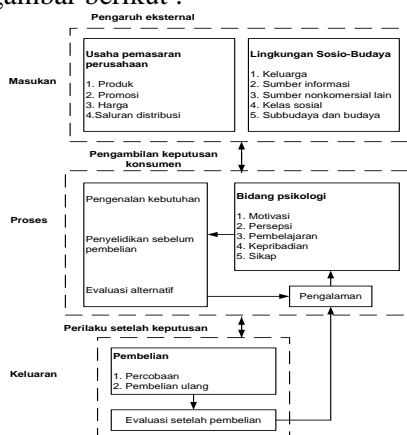 gambar berikut :
Pengaruh eksternal
Masukan
Usaha pemasaran
perusahaan
1. Produk
2. Promosi
3. Harga
4.Saluran distribusi
Lingkungan Sosio-Budaya
1. Keluarga
2. Sumber informasi
3. Sumber nonkomersial lain
4. Kelas sosial
5. Subbudaya dan budaya
Pengambilan keputusan
konsumen
Proses
Pengenalan kebutuhan
Penyelidikan sebelum
pembelian
Evaluasi alternatif
Bidang psikologi
1. Motivasi
2. Persepsi
3. Pembelajaran
4. Kepribadian
5. Sikap
Pengalaman
Perilaku setelah keputusan
Keluaran
Pembelian
1. Percobaan
2. Pembelian ulang
Evaluasi setelah pembelian